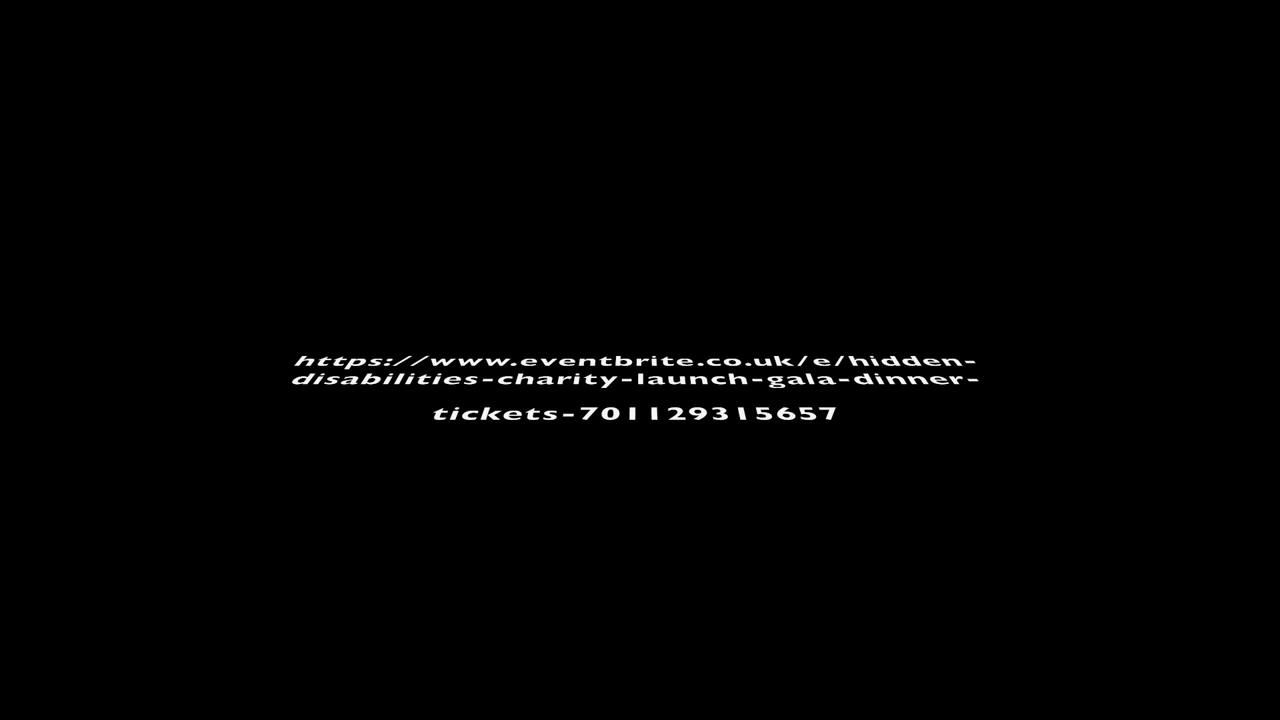 https://www.eventbrite.co.uk/e/hidden-
disabilities-charity-launch-gala-dinner-
tickets-701129315657